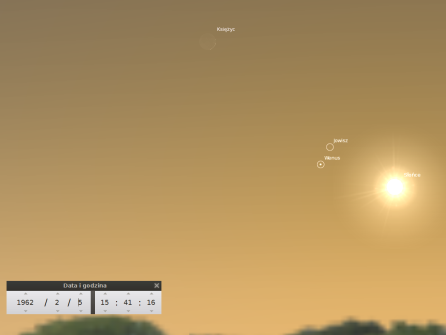 Księżyc
Jowisz
Wenus
Słońce
Data i godzina
1962 / 2 / 5 15 : 41 : 16